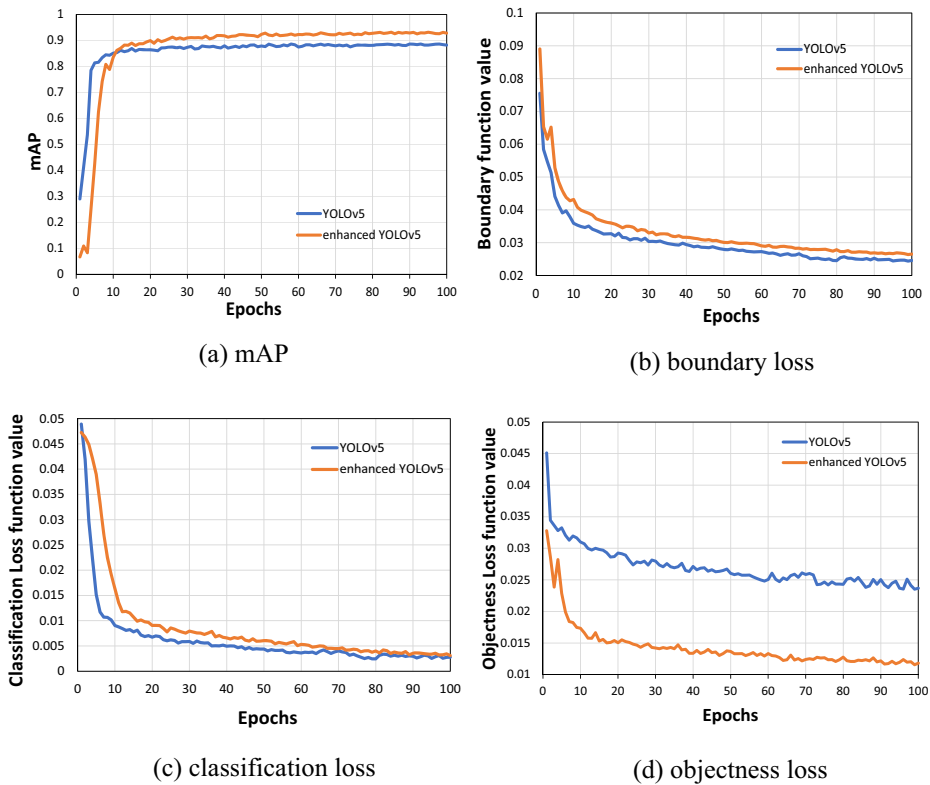 1
0.9
0.8
0.7
0.6
0.5
0.4
0.3
0.2
0.1
0
mAP
YOLOv5
enhanced YOLOv5
0 10 20 30 40 50 60 70 80 90 100
Epochs
(a) mAP
0.1
0.09
0.08
0.07
0.06
0.05
0.04
0.03
0.02
Boundary function value
YOLOv5
enhanced YOLOv5
0 10 20 30 40 50 60 70 80 90 100
Epochs
(b) boundary loss
0.05
0.045
0.04
0.035
0.03
0.025
0.02
0.015
0.01
0.005
0
Classification Loss function value
YOLOv5
enhanced YOLOv5
0 10 20 30 40 50 60 70 80 90 100
Epochs
(c) classification loss
0.05
0.045
0.04
0.035
0.03
0.025
0.02
0.015
0.01
Objectness Loss function value
YOLOv5
enhanced YOLOv5
0 10 20 30 40 50 60 70 80 90 100
Epochs
(d) objectness loss